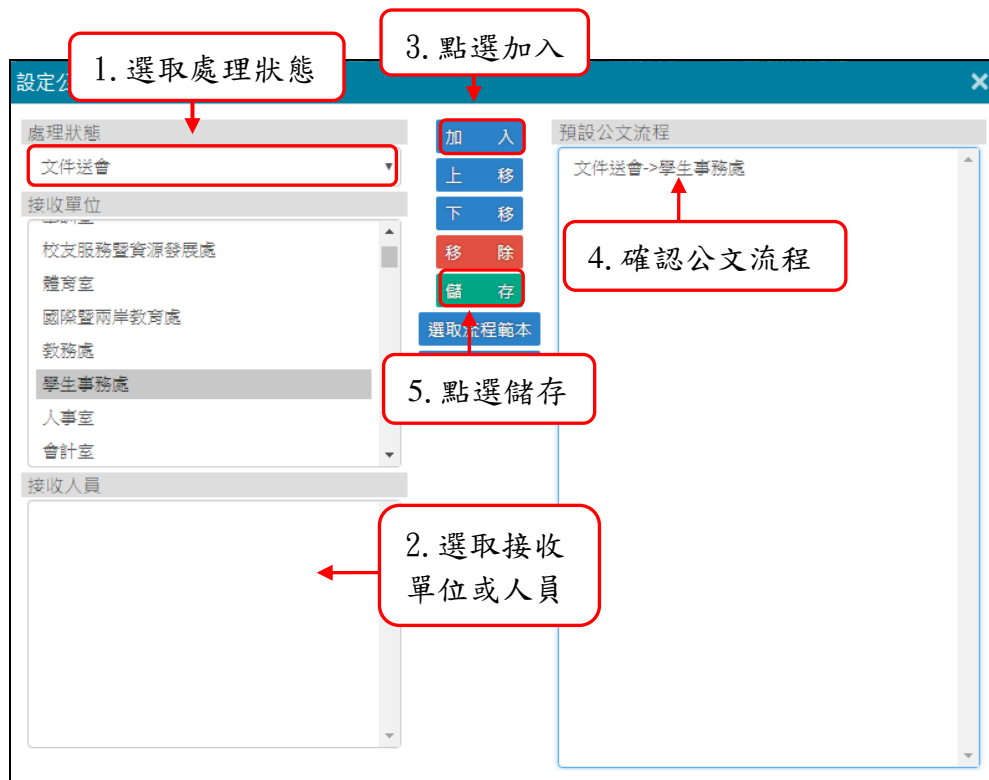 3.點選加入
1.選取處理狀態
設定公
處理狀態
加 入
預設公文流程
文件送會
上 移
文件送會->學生事務處
接收單位
下 移
校友服務暨資源發展處
移 除
4.確認公文流程
體育室
儲 存
國際暨兩岸教育處
選取流程範本
教務處
學生事務處
5.點選儲存
人事室
會計室
接收人員
2.選取接收
單位或人員